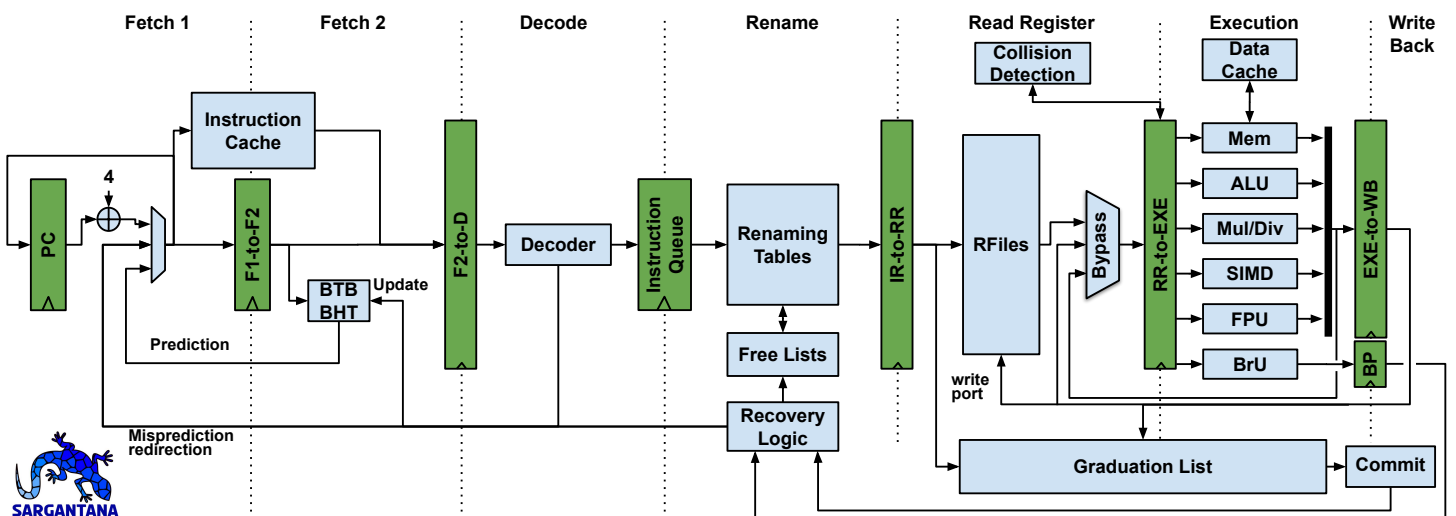 Fetch 1
Fetch 2
Decode
Rename
Read Register
Execution
Write
Back
Collision
Detection
Data
Cache
Instruction
Cache
4
PC
F1-to-F2
F2-to-D
Decoder
Instruction
Queue
Renaming
Tables
IR-to-RR
RFiles
Bypass
RR-to-EXE
Mem
ALU
Mul/Div
SIMD
FPU
BrU
EXE-to-WB
BP
BTB
BHT
Update
Prediction
Free Lists
write
port
Recovery
Logic
Misprediction
redirection
Graduation List
Commit
SARGANTANA